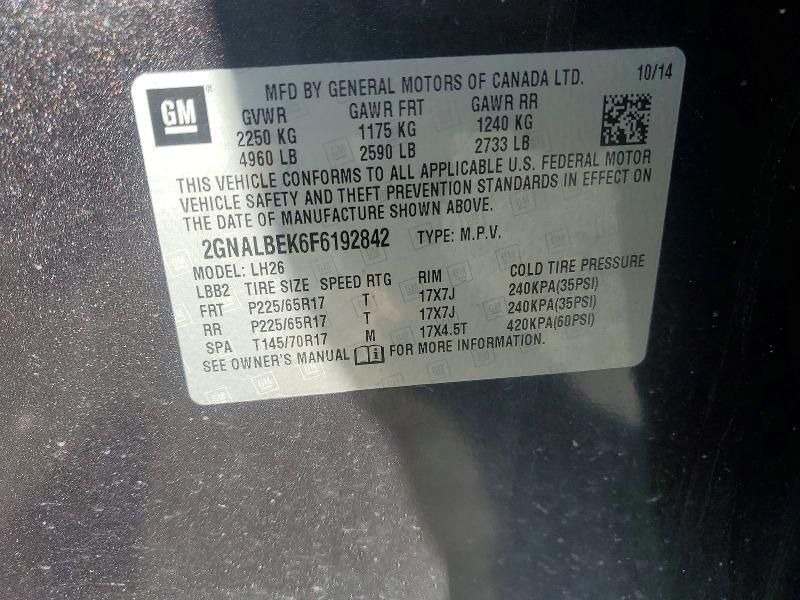 GM
MFD BY GENERAL MOTORS OF CANADA LTD. 10/14
GVWR GAWR FRT GAWR RR
2250 KG 1175 KG 1240 KG
4960 LB 2590 LB 2733 LB
THIS VEHICLE CONFORMS TO ALL APPLICABLE U.S. FEDERAL MOTOR
VEHICLE SAFETY AND THEFT PREVENTION STANDARDS IN EFFECT ON
THE DATE OF MANUFACTURE SHOWN ABOVE.
2GNALBEK6F6192842 TYPE: M.P.V.
MODEL: LH26
LBB2 TIRE SIZE SPEED RTG RIM COLD TIRE PRESSURE
FRT P225/65R17 T 17X7J 240KPA(35PSI)
RR P225/65R17 T 17X7J 240KPA(35PSI)
SPA T145/70R17 M 17X4.5T 420KPA(60PSI)
SEE OWNER'S MANUAL FOR MORE INFORMATION.